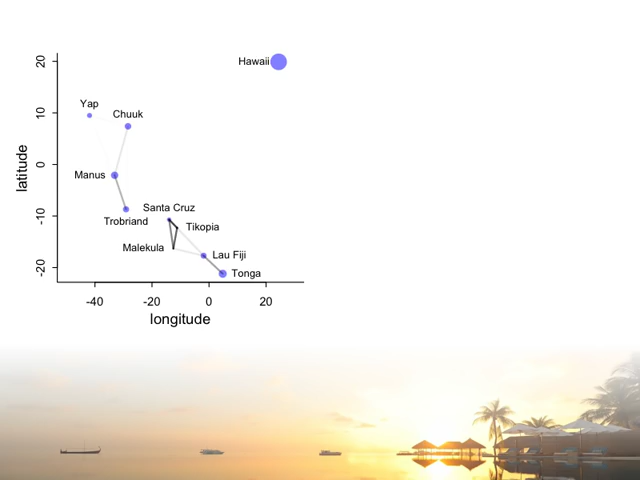 Hawaii
Yap
Chuuk
Manus
Trobriand
Santa Cruz
Tikopia
Malekula
Lau Fiji
Tonga
latitude
20
10
0
-10
-20
-40
-20
0
20
longitude